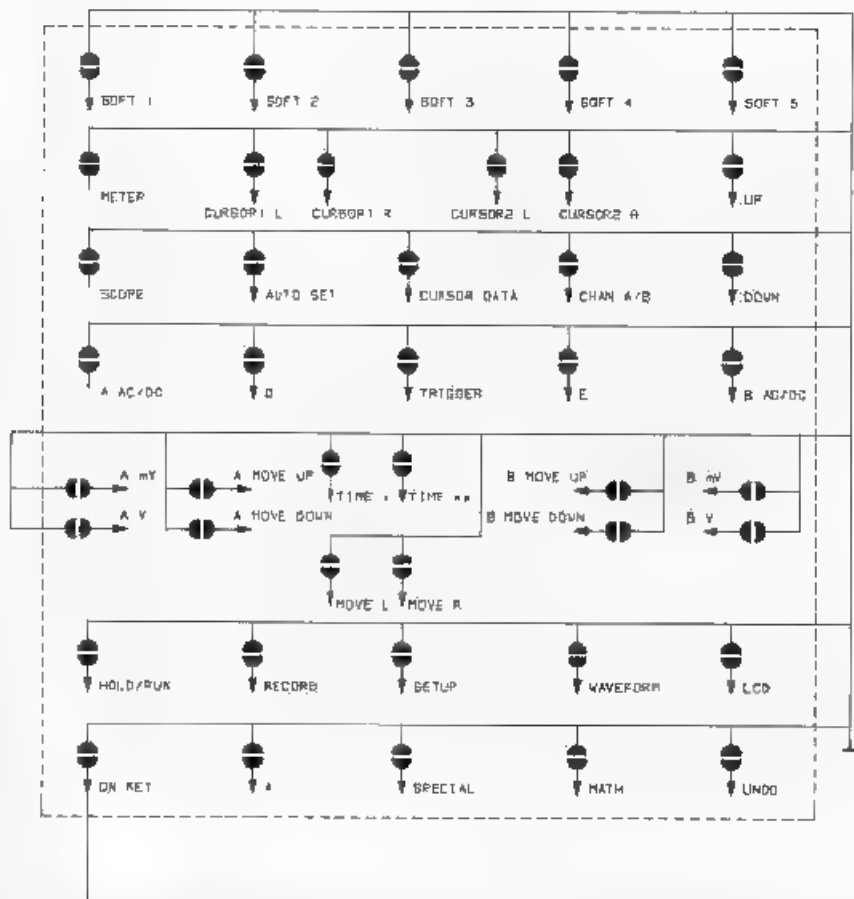 SOFT 1 SOFT 2 SOFT 3 SOFT 4 SOFT 5
METER CURSOR1 L CURSOR1 R CURSOR2 L CURSOR2 R UP
SCOPE AUTO SET CURSOR DATA CHAN A/B DOWN
A AC/DC TRIGGER E B AC/DC
A mV A MOVE UP TIME TIME B MOVE UP B mV
A V A MOVE DOWN B MOVE DOWN B V
MOVE L MOVE R
HOLD/RUN RECORD SETUP WAVEFORM LCD
ON KEY SPECIAL MATH UNDO